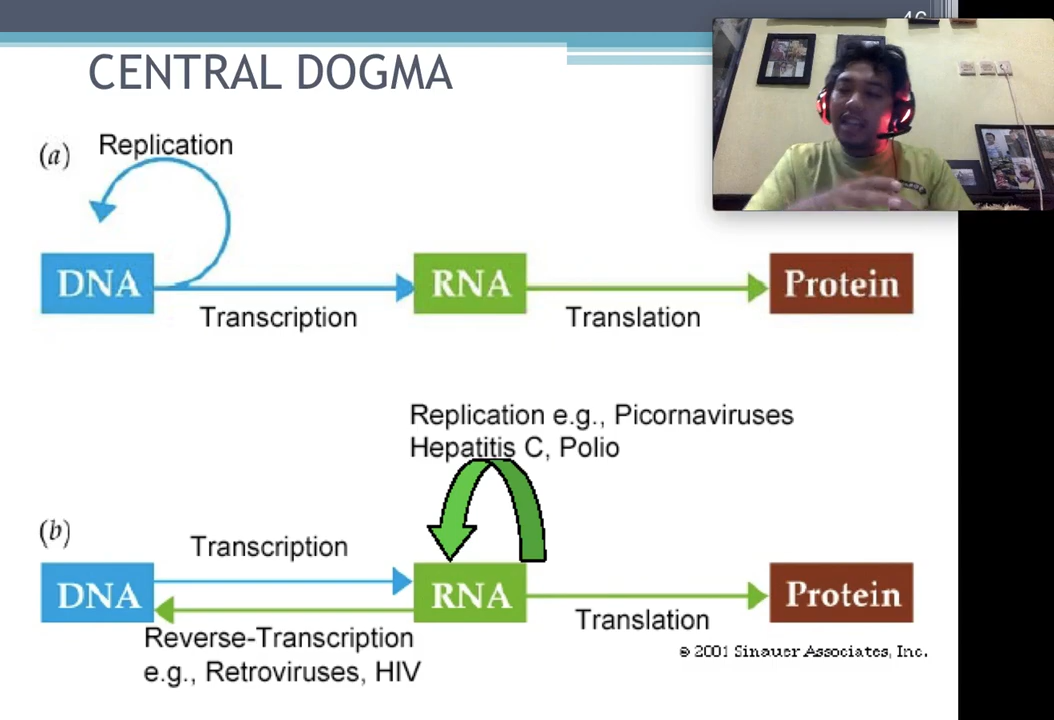 46
CENTRAL DOGMA
(a)
Replication
DNA
RNA
Protein
Transcription
Translation
Replication e.g., Picornaviruses
Hepatitis C, Polio
(b)
Transcription
DNA
RNA
Protein
Translation
Reverse-Transcription
e.g., Retroviruses, HIV
© 2001 Sinauer Associates, Inc.